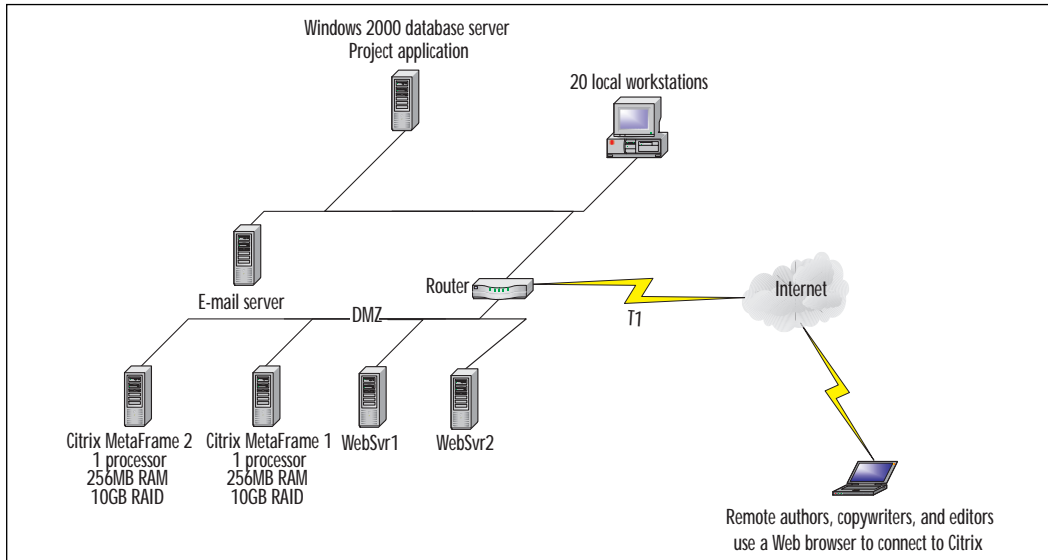 Windows 2000 database server
Project application
20 local workstations
E-mail server
Router
Internet
T1
DMZ
Citrix MetaFrame 2
1 processor
256MB RAM
10GB RAID
Citrix MetaFrame 1
1 processor
256MB RAM
10GB RAID
WebSvr1
WebSvr2
Remote authors, copywriters, and editors
use a Web browser to connect to Citrix